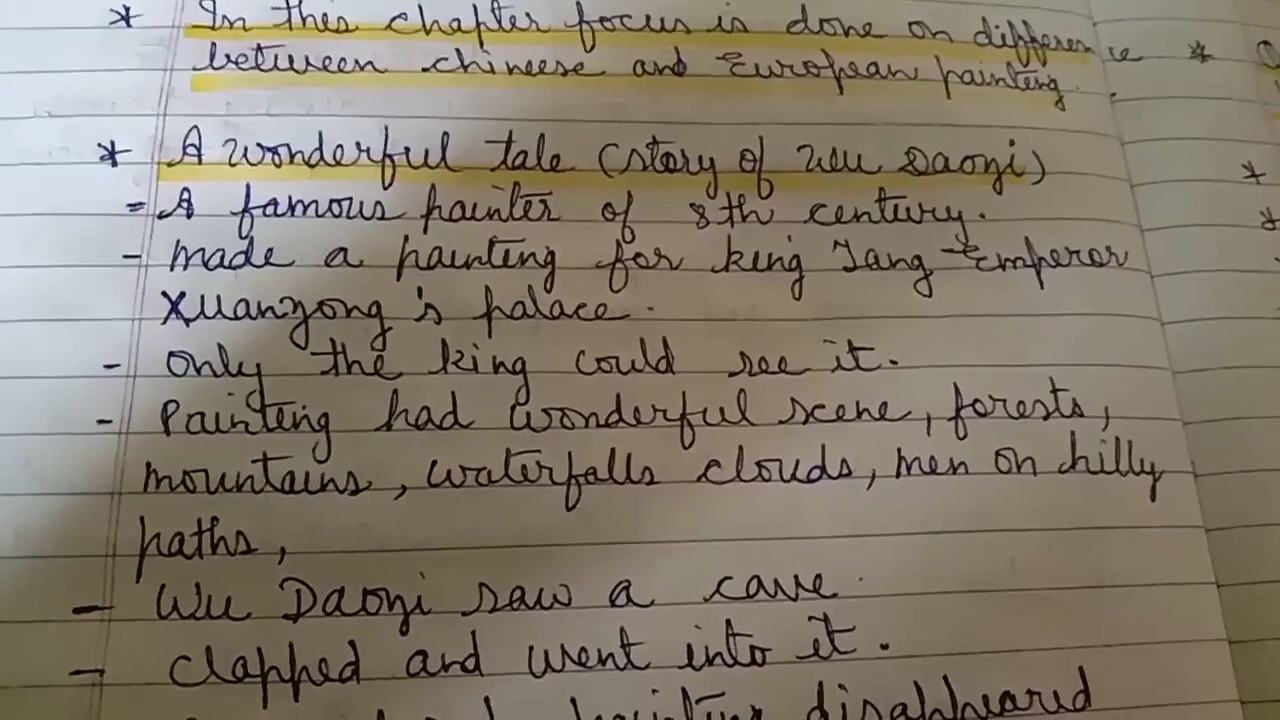 * In this chapter focus is done on difference
between chineese and European painting.
* A wonderful tale (story of Wu Daozi)
= A famous painter of 8th century.
- made a painting for king Tang Emperor
Xuanzong's palace.
- Only the king could see it.
- Painting had wonderful scene, forests,
mountains, waterfalls clouds, men on hilly
paths,
- Wu Daozi saw a cave.
- clapped and went into it.
painting disappeared